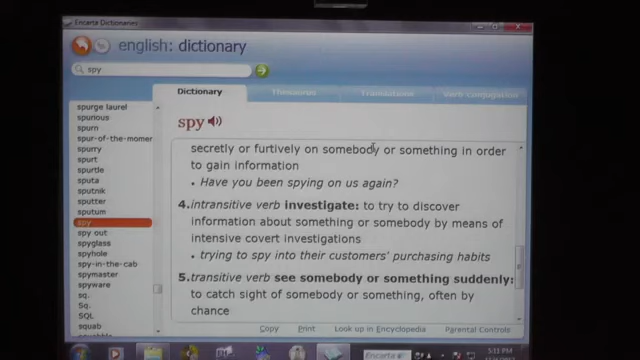 Encarta Dictionaries
english: dictionary
spy
Dictionary
Thesaurus
Translations
Verb Conjugations
spurge laurel
spurious
spurn
spur-of-the-momen
spurry
spurt
spurtle
sputa
sputnik
sputter
sputum
spy
spy out
spyglass
spyhole
spy-in-the-cab
spymaster
spyware
sq.
Sq.
SQL
squab
spy
secretly or furtively on somebody or something in order
to gain information
• Have you been spying on us again?
4. intransitive verb investigate: to try to discover
information about something or somebody by means of
intensive covert investigations
• trying to spy into their customers' purchasing habits
5. transitive verb see somebody or something suddenly:
to catch sight of somebody or something, often by
chance
Copy
Print
Look up in Encyclopedia
Parental Controls
Encarta
5:11 PM